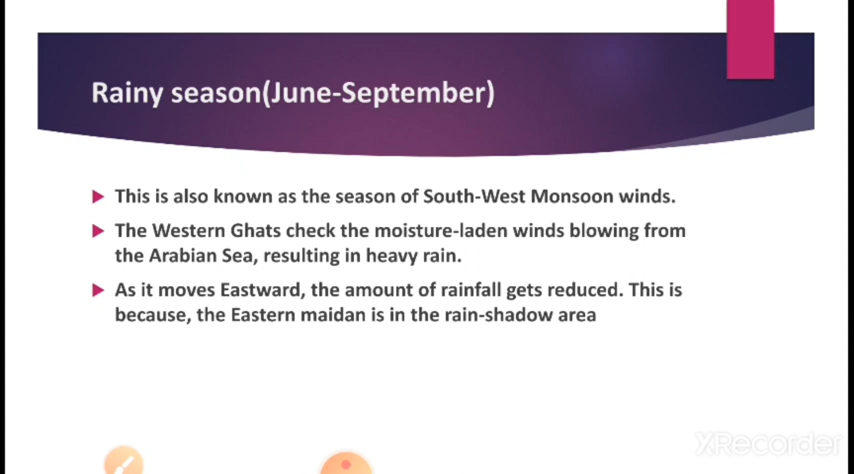 Rainy season(June-September)
This is also known as the season of South-West Monsoon winds.
The Western Ghats check the moisture-laden winds blowing from
the Arabian Sea, resulting in heavy rain.
As it moves Eastward, the amount of rainfall gets reduced. This is
because, the Eastern maidan is in the rain-shadow area
XRecorder